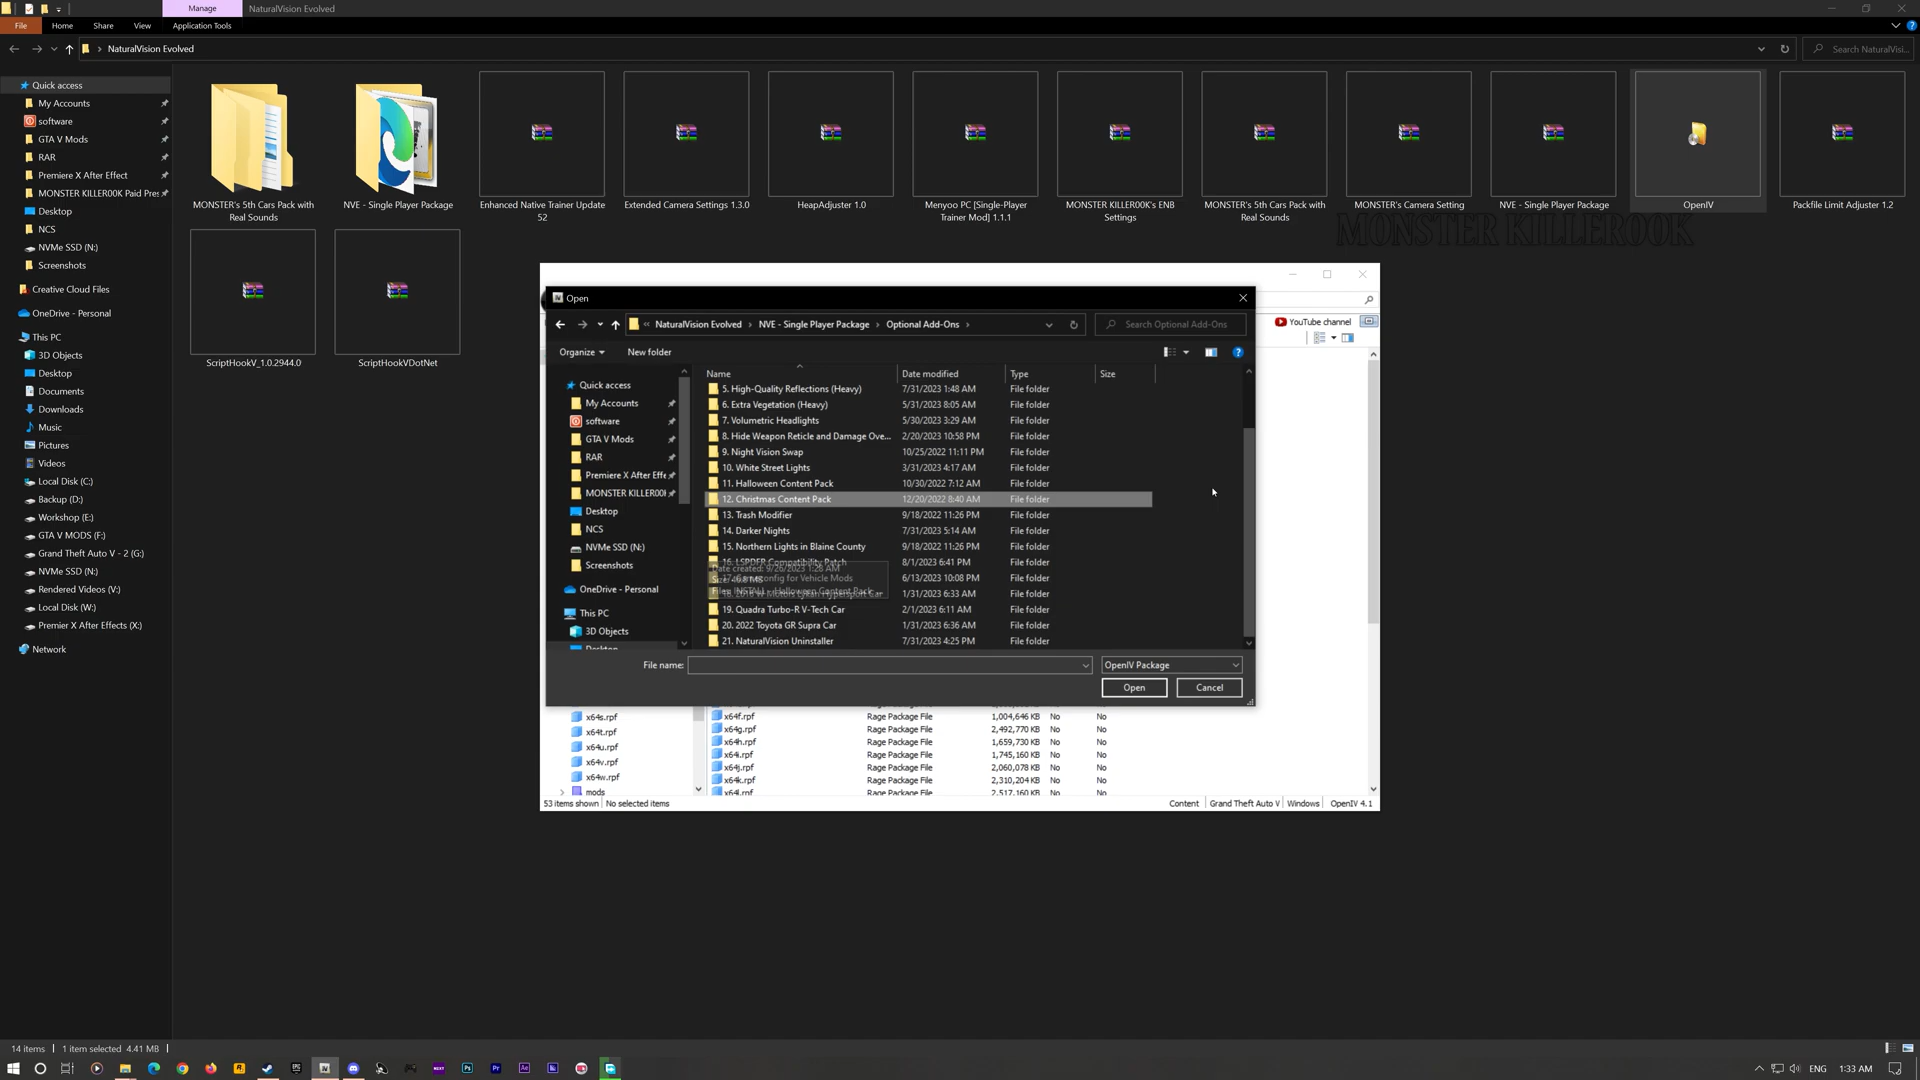 Manage
NaturalVision Evolved
File
Home
Share
View
Application Tools
NaturalVision Evolved
Search NaturalVisi...
Quick access
My Accounts
software
GTA V Mods
RAR
Premiere X After Effect
MONSTER KILLER00K Paid Pres
Desktop
NCS
NVMe SSD (N:)
Screenshots
Creative Cloud Files
OneDrive - Personal
This PC
3D Objects
Desktop
Documents
Downloads
Music
Pictures
Videos
Local Disk (C:)
Backup (D:)
Workshop (E:)
GTA V MODS (F:)
Grand Theft Auto V - 2 (G:)
NVMe SSD (N:)
Rendered Videos (V:)
Local Disk (W:)
Premier X After Effects (X:)
Network
MONSTER's 5th Cars Pack with
Real Sounds
NVE - Single Player Package
Enhanced Native Trainer Update
52
Extended Camera Settings 1.3.0
HeapAdjuster 1.0
Menyoo PC [Single-Player
Trainer Mod] 1.1.1
MONSTER KILLER00K's ENB
Settings
MONSTER's 5th Cars Pack with
Real Sounds
MONSTER's Camera Setting
NVE - Single Player Package
OpenIV
Packfile Limit Adjuster 1.2
ScriptHookV_1.0.2944.0
ScriptHookVDotNet
MONSTER KILLEROOK
Open
NaturalVision Evolved
NVE - Single Player Package
Optional Add-Ons
Search Optional Add-Ons
YouTube channel
Organize
New folder
Quick access
My Accounts
software
GTA V Mods
RAR
Premiere X After Effe
MONSTER KILLER00K
Desktop
NCS
NVMe SSD (N:)
Screenshots
OneDrive - Personal
This PC
3D Objects
Desktop
Name Date modified Type Size
5. High-Quality Reflections (Heavy) 7/31/2023 1:48 AM File folder
6. Extra Vegetation (Heavy) 5/31/2023 8:05 AM File folder
7. Volumetric Headlights 5/30/2023 3:29 AM File folder
8. Hide Weapon Reticle and Damage Ove... 2/20/2023 10:58 PM File folder
9. Night Vision Swap 10/25/2022 11:11 PM File folder
10. White Street Lights 3/31/2023 4:17 AM File folder
11. Halloween Content Pack 10/30/2022 7:12 AM File folder
12. Christmas Content Pack 12/20/2022 8:40 AM File folder
13. Trash Modifier 9/18/2022 11:26 PM File folder
14. Darker Nights 7/31/2023 5:14 AM File folder
15. Northern Lights in Blaine County 9/18/2022 11:26 PM File folder
16. LSPDFR Compatibility Patch 8/1/2023 6:41 PM File folder
Date created: 9/26/2023 1:28 AM
17. Gameconfig for Vehicle Mods 6/13/2023 10:08 PM File folder
Files: INSTALL - Halloween Content Pack
1/31/2023 6:33 AM File folder
19. Quadra Turbo-R V-Tech Car 2/1/2023 6:11 AM File folder
20. 2022 Toyota GR Supra Car 1/31/2023 6:36 AM File folder
21. NaturalVision Uninstaller 7/31/2023 4:25 PM File folder
File name:
OpenIV Package
Open
Cancel
x64s.rpf
x64t.rpf
x64u.rpf
x64v.rpf
x64w.rpf
mods
x64f.rpf Rage Package File 1,004,646 KB No No
x64g.rpf Rage Package File 2,492,770 KB No No
x64h.rpf Rage Package File 1,659,730 KB No No
x64i.rpf Rage Package File 1,745,160 KB No No
x64j.rpf Rage Package File 2,060,078 KB No No
x64k.rpf Rage Package File 2,310,204 KB No No
x64l.rpf Rage Package File 2,517,160 KB No No
53 items shown
No selected items
Content
Grand Theft Auto V
Windows
OpenIV 4.1
14 items
1 item selected 4.41 MB
ENG
1:33 AM